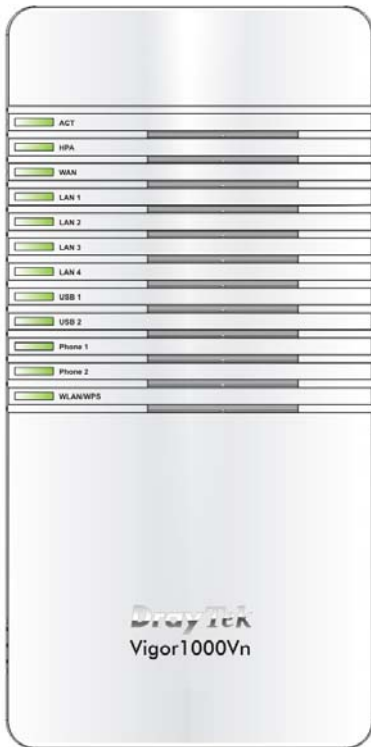 ACT
HPA
WAN
LAN 1
LAN 2
LAN 3
LAN 4
USB 1
USB 2
Phone 1
Phone 2
WLAN/WPS
DrayTek
Vigor1000Vn